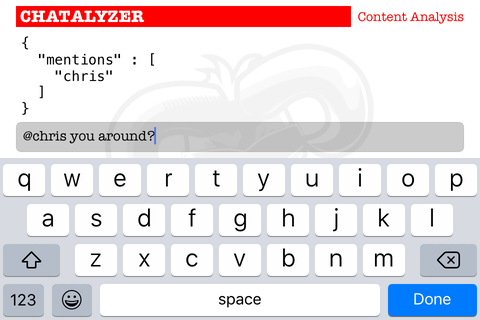 CHATALYZER Content Analysis
{
"mentions" : [
"chris"
]
}
@chris you around?
q w e r t y u i o p
a s d f g h j k l
z x c v b n m
123 space Done